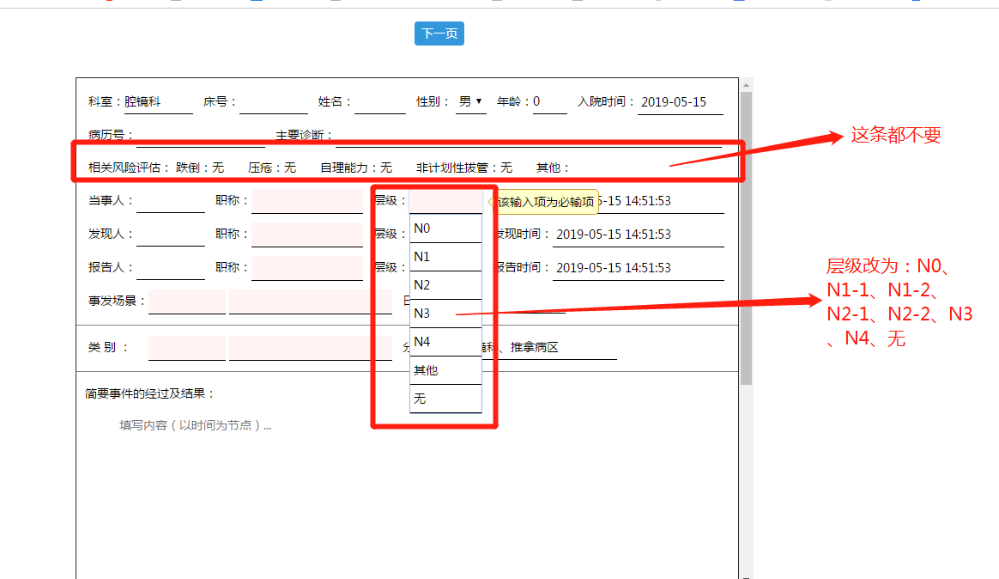 下一页
科室：腔镜科 床号： 姓名： 性别： 男 年龄：0 入院时间： 2019-05-15
病历号： 主要诊断：
这条都不要
相关风险评估： 跌倒：无 压疮：无 自理能力：无 非计划性拔管：无 其他：
当事人： 职称： 层级： 该输入项为必输项 5-15 14:51:53
发现人： 职称： 层级： 发现时间： 2019-05-15 14:51:53
报告人： 职称： 层级： 报告时间： 2019-05-15 14:51:53
事发场景：
类 别 ： 、推拿病区
N0
N1
N2
N3
N4
其他
无
层级改为：N0、
N1-1、N1-2、
N2-1、N2-2、N3
、N4、无
简要事件的经过及结果：
填写内容（以时间为节点）...